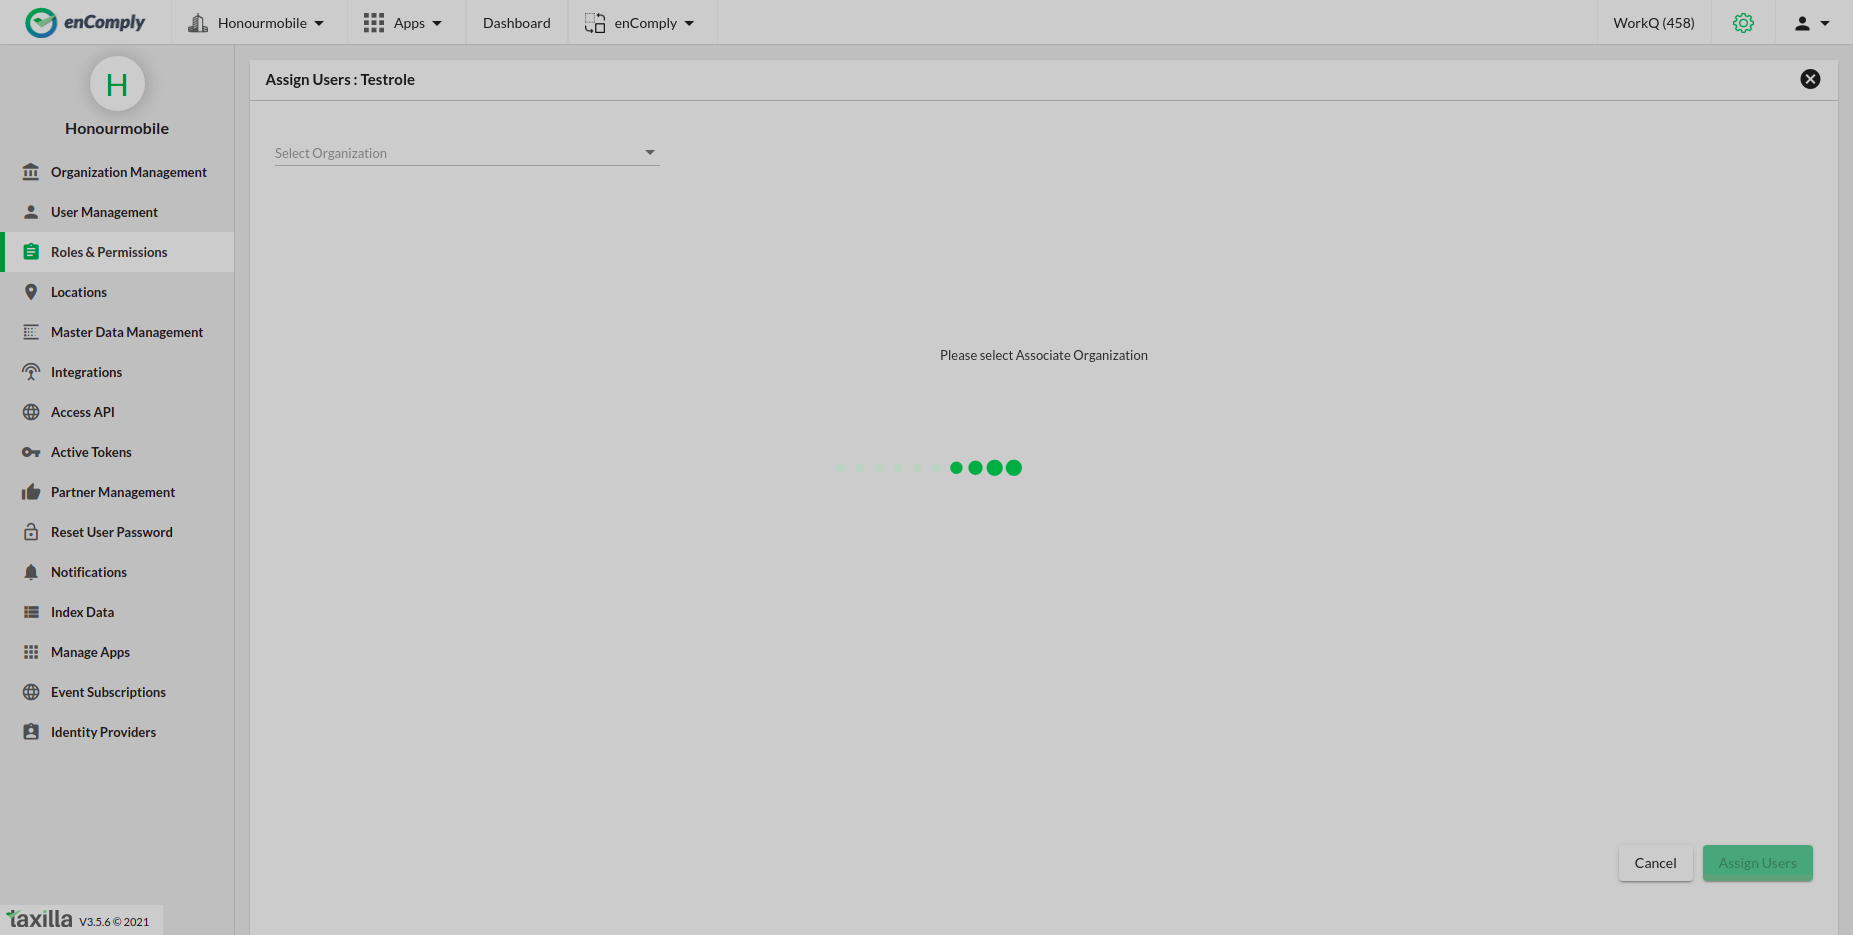 enComply
Honourmobile
Apps
Dashboard
enComply
WorkQ (458)
H
Honourmobile
Organization Management
User Management
Roles & Permissions
Locations
Master Data Management
Integrations
Access API
Active Tokens
Partner Management
Reset User Password
Notifications
Index Data
Manage Apps
Event Subscriptions
Identity Providers
taxilla V3.5.6 © 2021
Assign Users : Testrole
Select Organization
Please select Associate Organization
Cancel
Assign Users